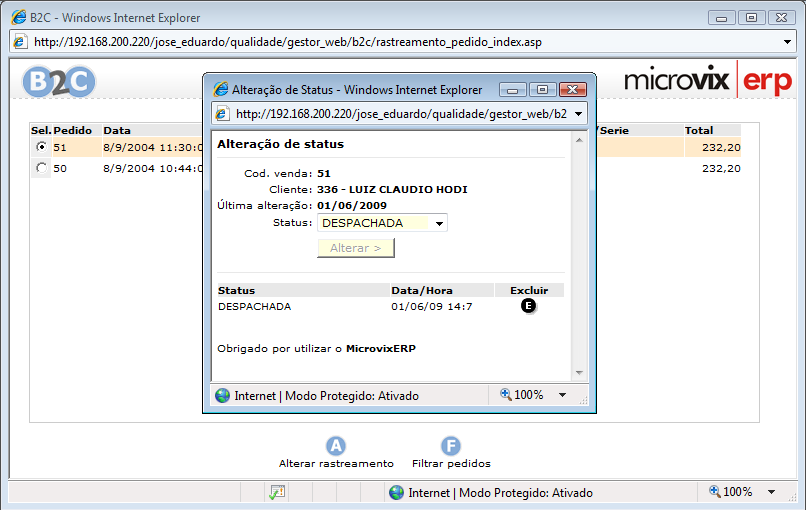 B2C - Windows Internet Explorer
http://192.168.200.220/jose_eduardo/qualidade/gestor_web/b2c/rastreamento_pedido_index.asp
B2C
microvix erp
Sel. Pedido Data /Serie Total
51 8/9/2004 11:30:0 232,20
50 8/9/2004 10:44:0 232,20
Alteração de Status - Windows Internet Explorer
http://192.168.200.220/jose_eduardo/qualidade/gestor_web/b2
Alteração de status
Cod. venda: 51
Cliente: 336 - LUIZ CLAUDIO HODI
Última alteração: 01/06/2009
Status: DESPACHADA
Alterar >
Status Data/Hora Excluir
DESPACHADA 01/06/09 14:7 E
Obrigado por utilizar o MicrovixERP
Internet | Modo Protegido: Ativado 100%
A F
Alterar rastreamento Filtrar pedidos
Internet | Modo Protegido: Ativado 100%